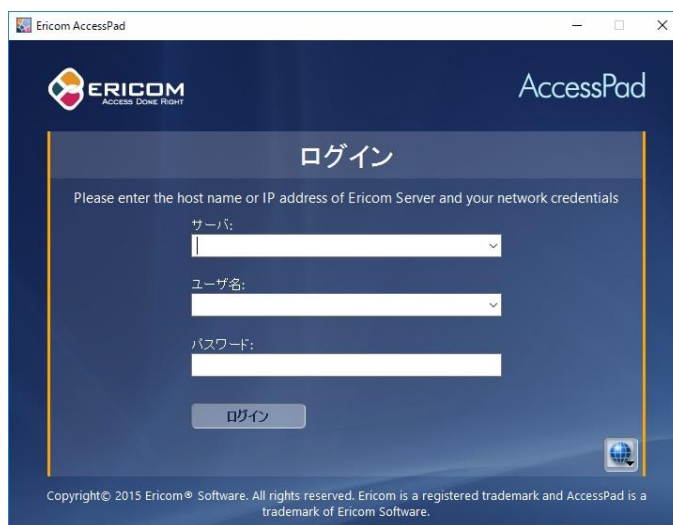 Ericom AccessPad
ERICOM
ACCESS DONE RIGHT
AccessPad
ログイン
Please enter the host name or IP address of Ericom Server and your network credentials
サーバ:
ユーザ名:
パスワード:
ログイン
Copyright© 2015 Ericom® Software. All rights reserved. Ericom is a registered trademark and AccessPad is a
trademark of Ericom Software.